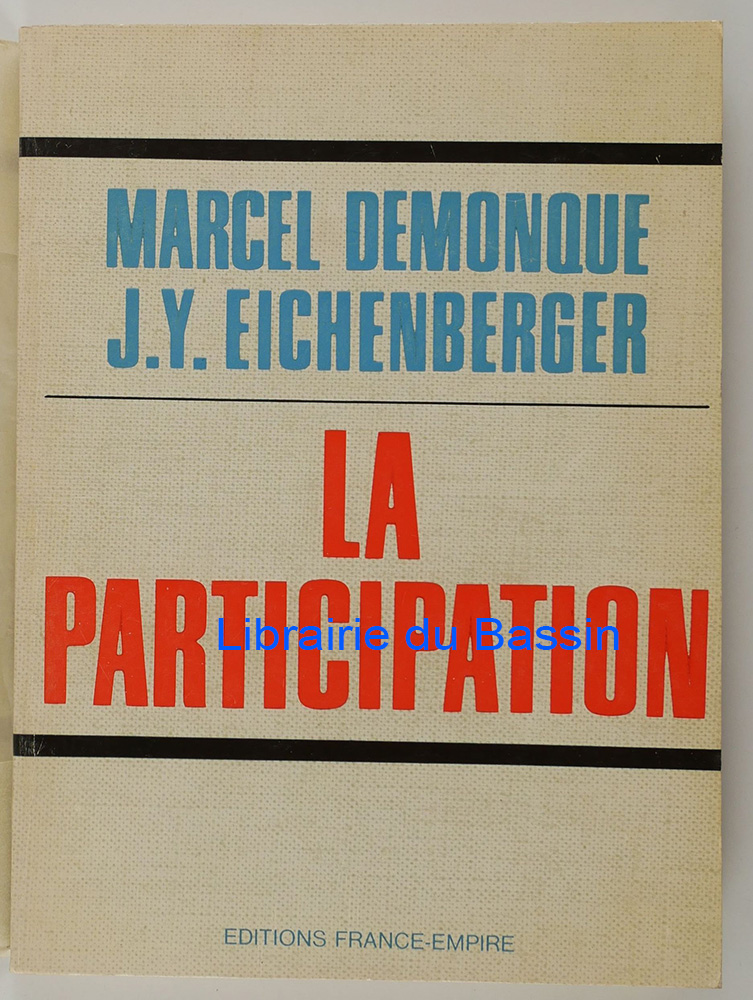 MARCEL DEMONQUE
J.Y. EICHENBERGER
LA
PARTICIPATION
Librairie du Bassin
EDITIONS FRANCE-EMPIRE